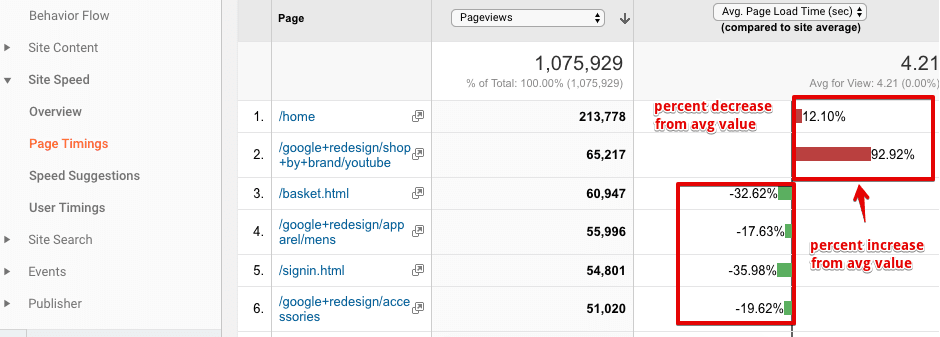 Behavior Flow
Site Content
Site Speed
Overview
Page Timings
Speed Suggestions
User Timings
Site Search
Events
Publisher
Page
Pageviews
Avg. Page Load Time (sec)
(compared to site average)
1,075,929
% of Total: 100.00% (1,075,929)
4.21
Avg for View: 4.21 (0.00%)
1. /home 213,778 12.10%
2. /google+redesign/shop
+by+brand/youtube 65,217 92.92%
3. /basket.html 60,947 -32.62%
4. /google+redesign/app
arel/mens 55,996 -17.63%
5. /signin.html 54,801 -35.98%
6. /google+redesign/acce
ssories 51,020 -19.62%
percent decrease
from avg value
percent increase
from avg value